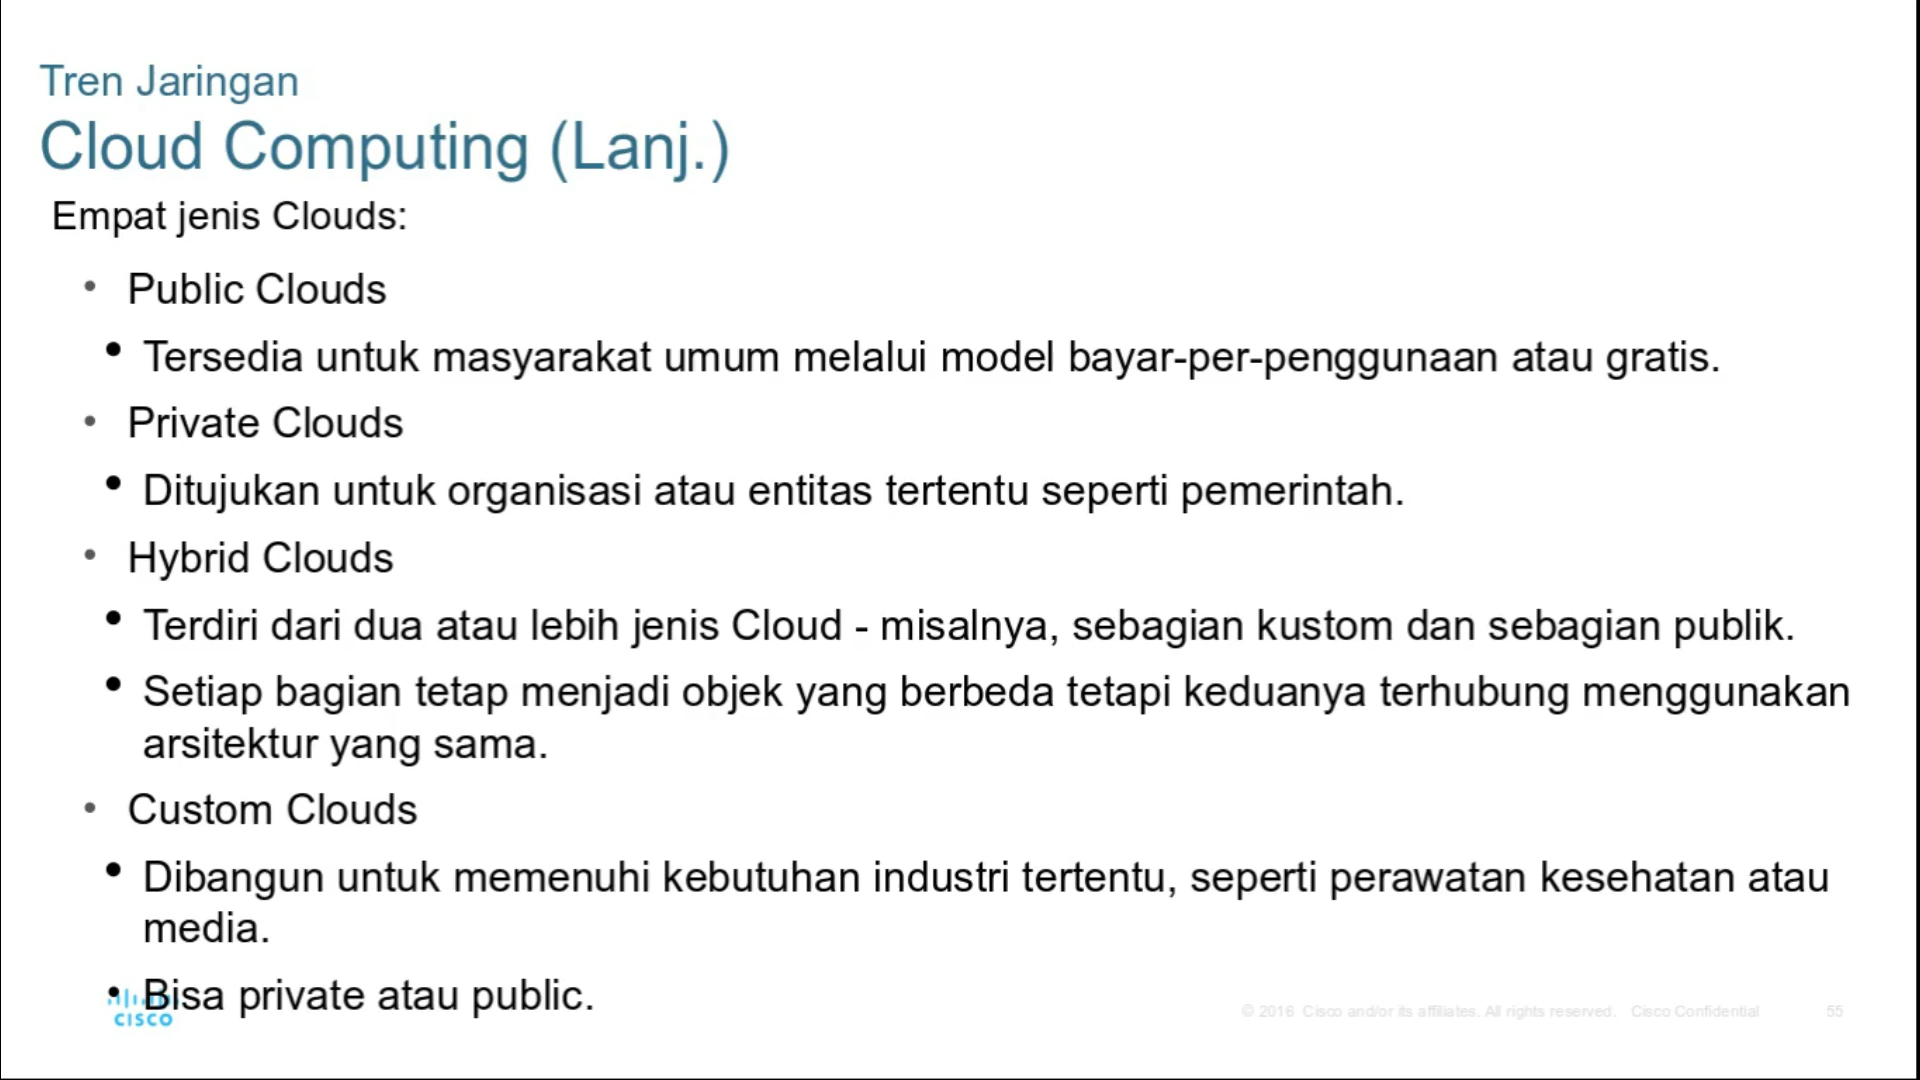 Tren Jaringan
Cloud Computing (Lanj.)
Empat jenis Clouds:
• Public Clouds
• Tersedia untuk masyarakat umum melalui model bayar-per-penggunaan atau gratis.
• Private Clouds
• Ditujukan untuk organisasi atau entitas tertentu seperti pemerintah.
• Hybrid Clouds
• Terdiri dari dua atau lebih jenis Cloud - misalnya, sebagian kustom dan sebagian publik.
• Setiap bagian tetap menjadi objek yang berbeda tetapi keduanya terhubung menggunakan
arsitektur yang sama.
• Custom Clouds
• Dibangun untuk memenuhi kebutuhan industri tertentu, seperti perawatan kesehatan atau
media.
• Bisa private atau public.
CISCO
© 2016 Cisco and/or its affiliates. All rights reserved. Cisco Confidential 55